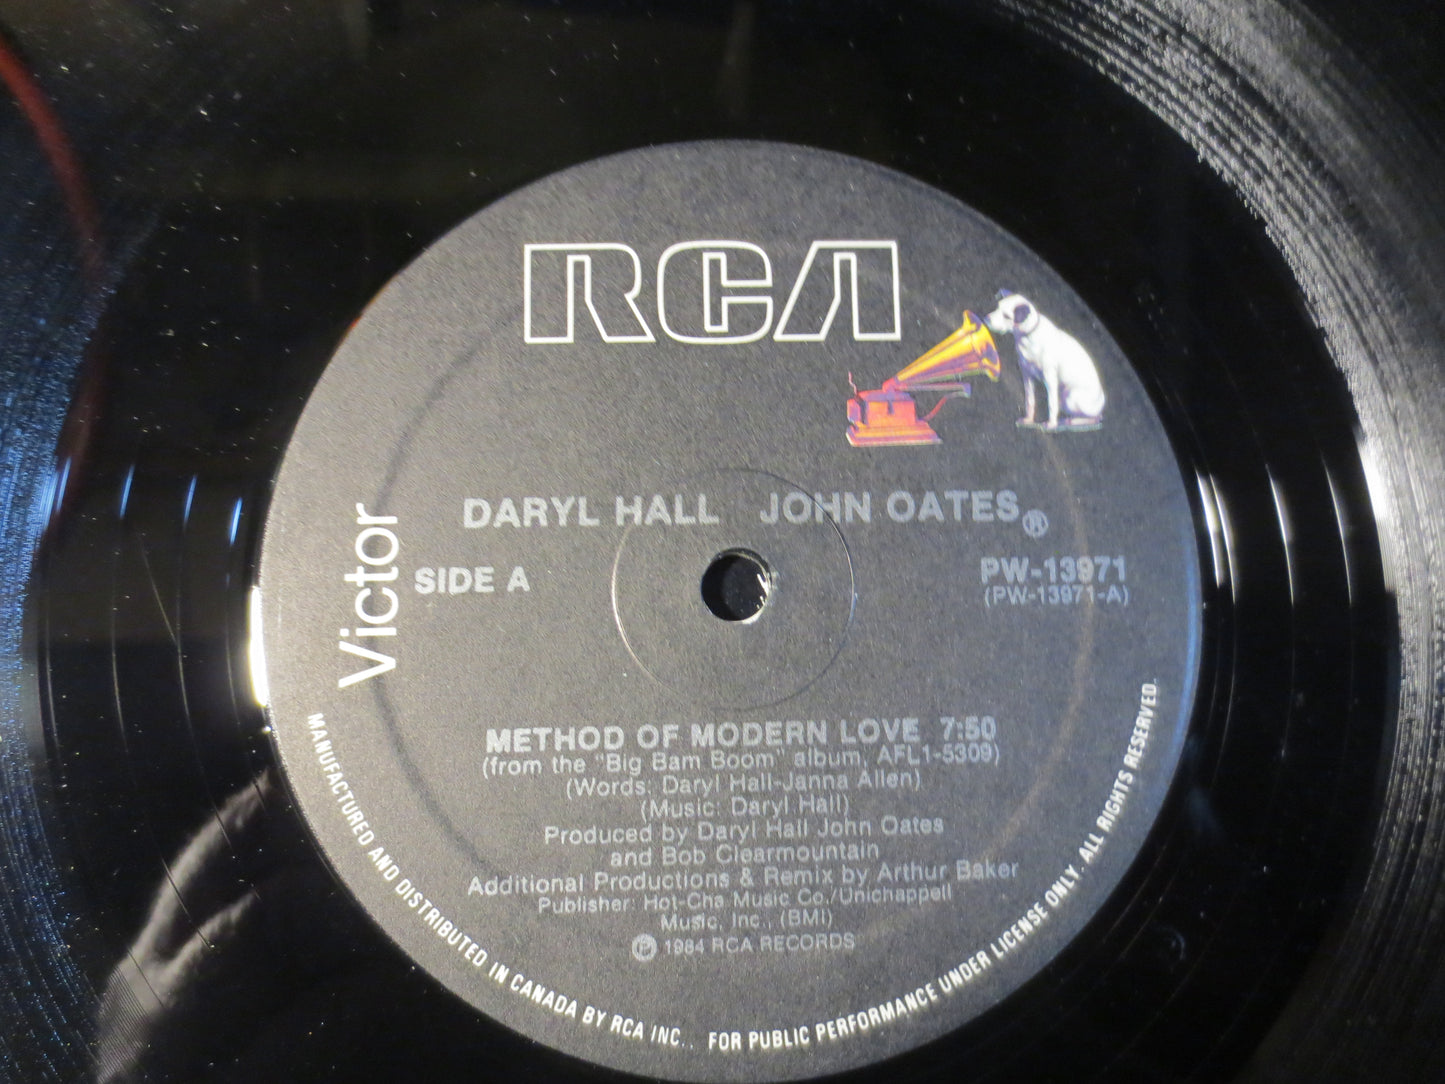 RCA
Victor
DARYL HALL JOHN OATES ®
SIDE A
PW-13971
(PW-13971-A)
METHOD OF MODERN LOVE 7:50
(from the "Big Bam Boom" album, AFL1-5309)
(Words: Daryl Hall-Janna Allen)
(Music: Daryl Hall)
Produced by Daryl Hall John Oates
and Bob Clearmountain
Additional Productions & Remix by Arthur Baker
Publisher: Hot-Cha Music Co./Unichappell
Music, Inc., (BMI)
℗ 1984 RCA RECORDS
MANUFACTURED AND DISTRIBUTED IN CANADA BY RCA INC.. FOR PUBLIC PERFORMANCE UNDER LICENSE ONLY. ALL RIGHTS RESERVED.